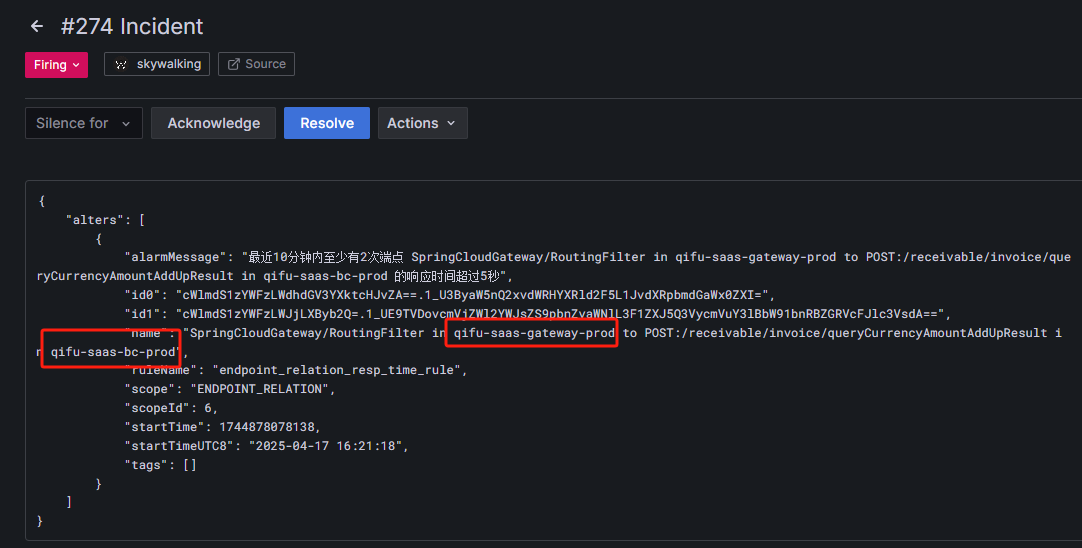 #274 Incident
Firing
skywalking
Source
Silence for
Acknowledge
Resolve
Actions
{
"alters": [
{
"alarmMessage": "最近10分钟内至少有2次端点 SpringCloudGateway/RoutingFilter in qifu-saas-gateway-prod to POST:/receivable/invoice/que
ryCurrencyAmountAddUpResult in qifu-saas-bc-prod 的响应时间超过5秒",
"id0": "cWlmdS1zYWFzLWdhdGV3YXktcHJvZA==.1_U3ByaW5nQ2xvdWRHYXRld2F5L1JvdXRpbmdGaWx0ZXI=",
"id1": "cWlmdS1zYWFzLWJjLXByb2Q=.1_UE9TVDovcmVjZWl2YWJsZS9pbnZvaWNlL3F1ZXJ5Q3VycmVuY3lBbW91bnRBZGRVcFJlc3VsdA==",
"name": "SpringCloudGateway/RoutingFilter in qifu-saas-gateway-prod to POST:/receivable/invoice/queryCurrencyAmountAddUpResult i
n qifu-saas-bc-prod",
"ruleName": "endpoint_relation_resp_time_rule",
"scope": "ENDPOINT_RELATION",
"scopeId": 6,
"startTime": 1744878078138,
"startTimeUTC8": "2025-04-17 16:21:18",
"tags": []
}
]
}